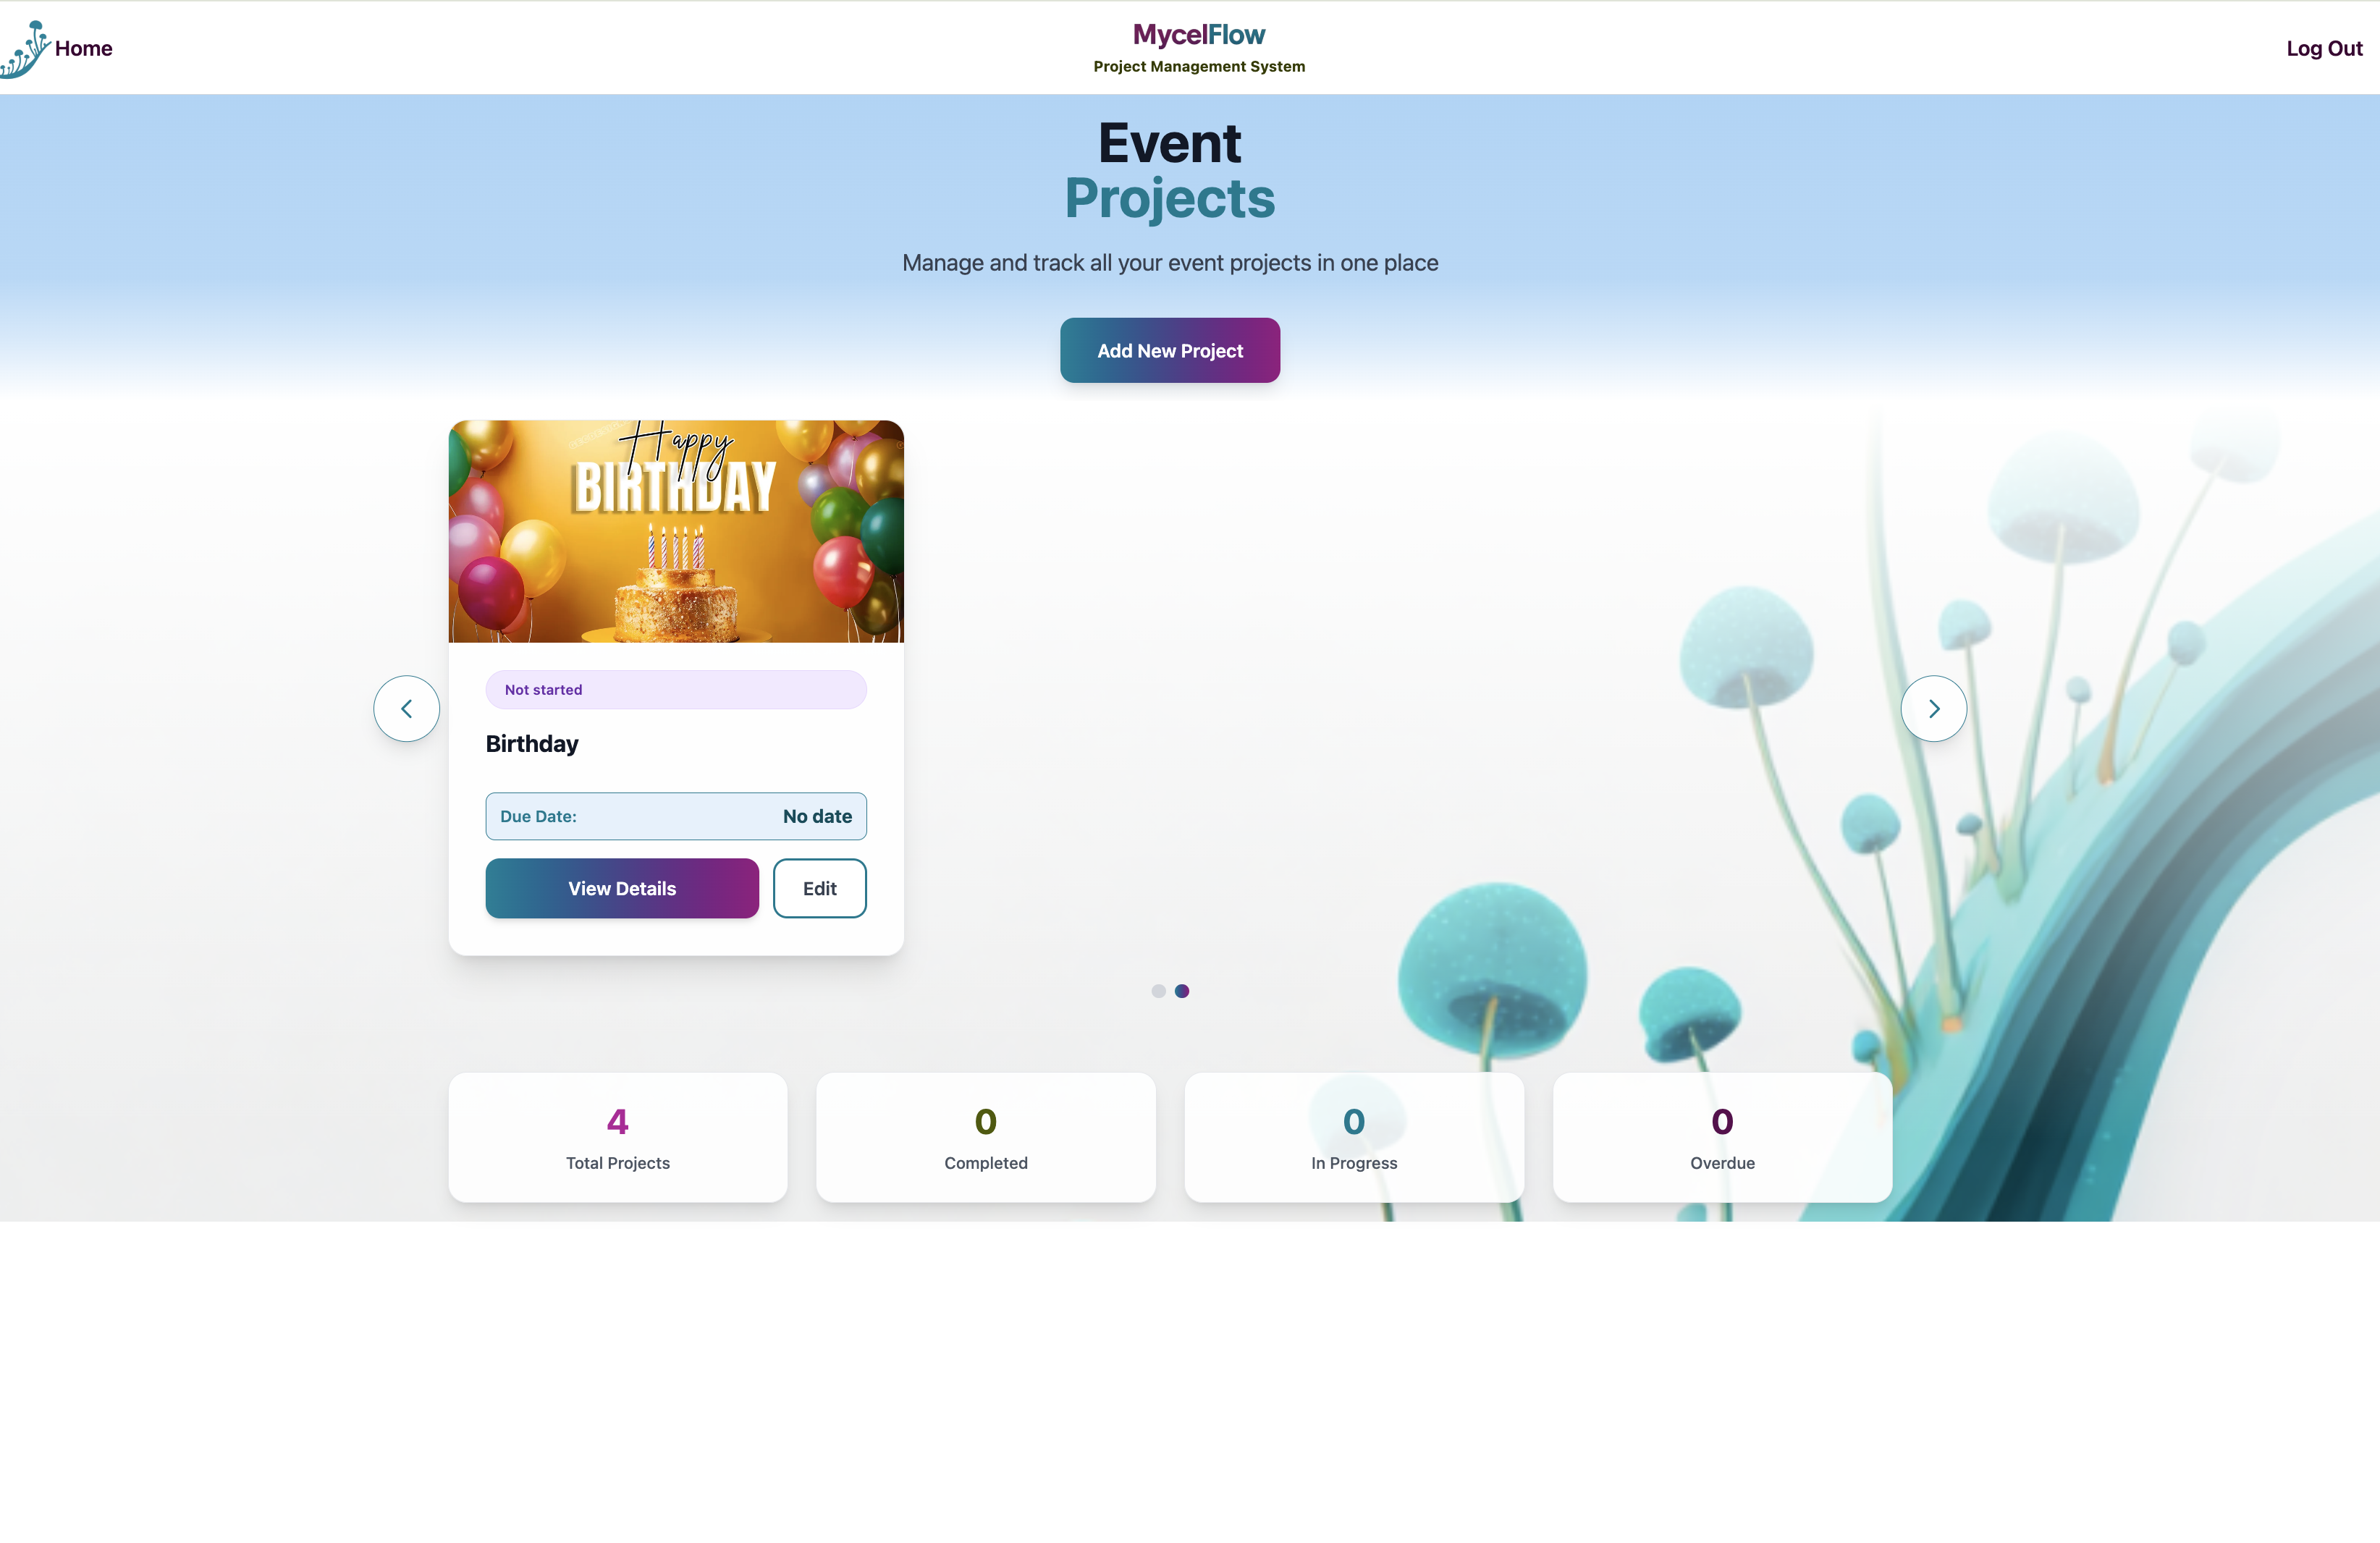 Home
MycelFlow
Project Management System
Log Out
Event
Projects
Manage and track all your event projects in one place
Add New Project
Happy
BIRTHDAY
Not started
Birthday
Due Date: No date
View Details
Edit
4
Total Projects
0
Completed
0
In Progress
0
Overdue